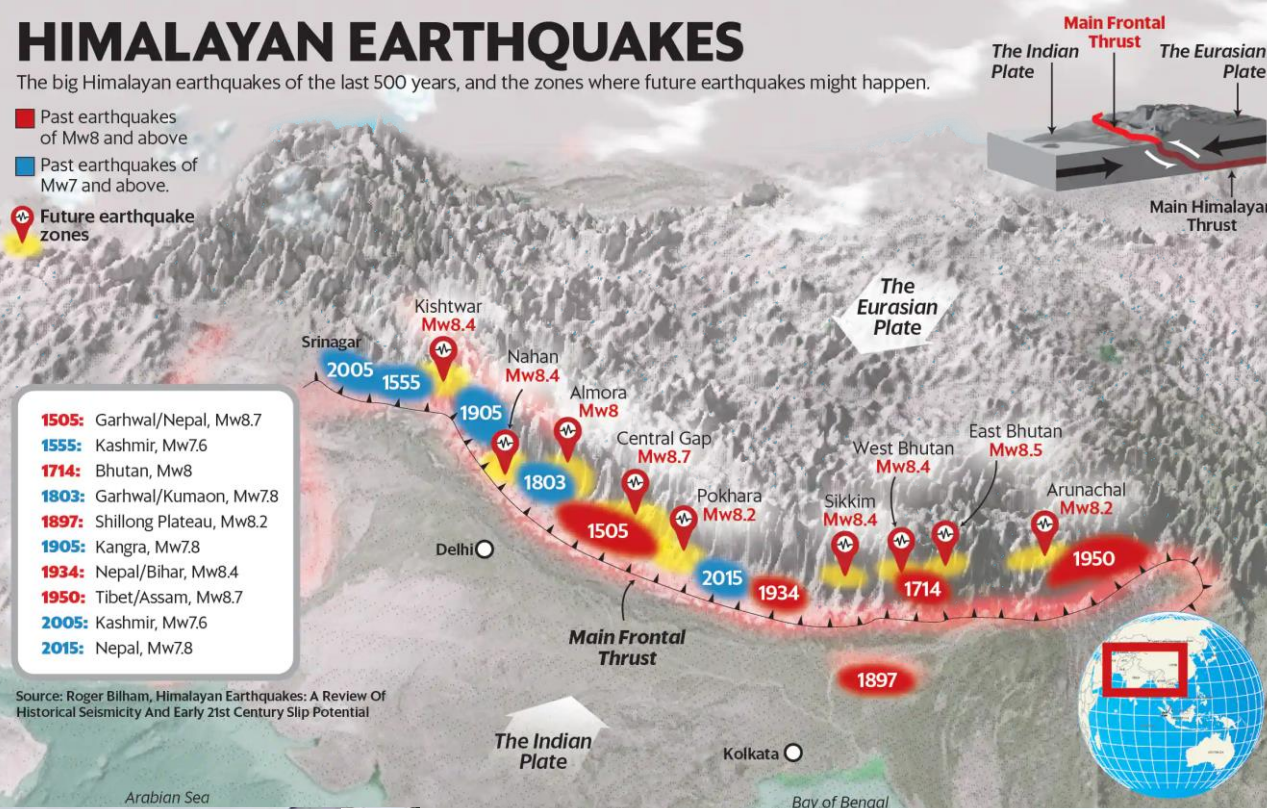 HIMALAYAN EARTHQUAKES
The big Himalayan earthquakes of the last 500 years, and the zones where future earthquakes might happen.
Past earthquakes
of Mw8 and above
Past earthquakes of
Mw7 and above.
Future earthquake
zones
Main Frontal
Thrust
The Indian
Plate
The Eurasian
Plate
Main Himalayan
Thrust
The
Eurasian
Plate
Kishtwar
Mw8.4
Srinagar
2005
1555
Nahan
Mw8.4
1905
Almora
Mw8
1803
Central Gap
Mw8.7
1505
Pokhara
Mw8.2
2015
1934
Sikkim
Mw8.4
West Bhutan
Mw8.4
East Bhutan
Mw8.5
1714
Arunachal
Mw8.2
1950
1897
Delhi
Main Frontal
Thrust
1505: Garhwal/Nepal, Mw8.7
1555: Kashmir, Mw7.6
1714: Bhutan, Mw8
1803: Garhwal/Kumaon, Mw7.8
1897: Shillong Plateau, Mw8.2
1905: Kangra, Mw7.8
1934: Nepal/Bihar, Mw8.4
1950: Tibet/Assam, Mw8.7
2005: Kashmir, Mw7.6
2015: Nepal, Mw7.8
Source: Roger Bilham, Himalayan Earthquakes: A Review Of
Historical Seismicity And Early 21st Century Slip Potential
The Indian
Plate
Kolkata
Arabian Sea
Bay of Bengal